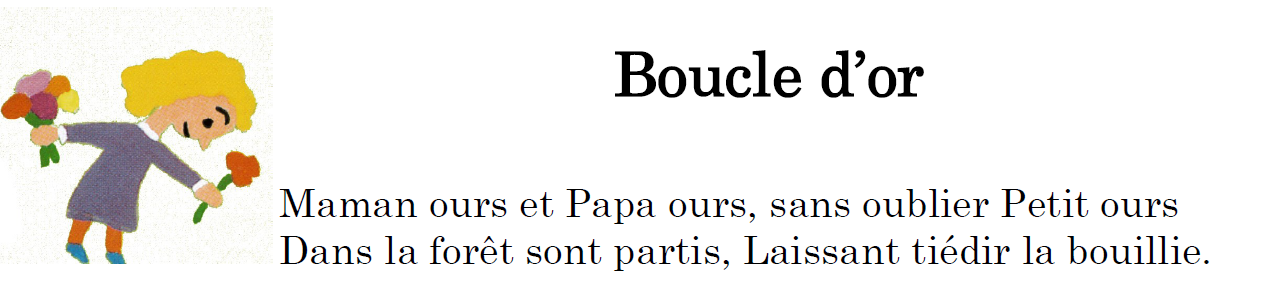 Boucle d’or
Maman ours et Papa ours, sans oublier Petit ours
Dans la forêt sont partis, Laissant tiédir la bouillie.